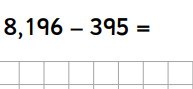 8,196 – 395 =